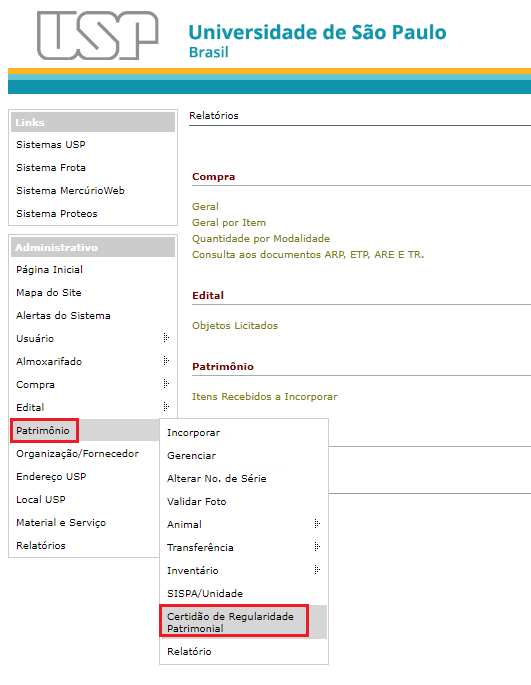 USP
Universidade de São Paulo
Brasil
Links
Sistemas USP
Sistema Frota
Sistema MercúrioWeb
Sistema Proteos
Administrativo
Página Inicial
Mapa do Site
Alertas do Sistema
Usuário
Almoxarifado
Compra
Edital
Patrimônio
Organização/Fornecedor
Endereço USP
Local USP
Material e Serviço
Relatórios
Relatórios
Compra
Geral
Geral por Item
Quantidade por Modalidade
Consulta aos documentos ARP, ETP, ARE E TR.
Edital
Objetos Licitados
Patrimônio
Itens Recebidos a Incorporar
Incorporar
Gerenciar
Alterar No. de Série
Validar Foto
Animal
Transferência
Inventário
SISPA/Unidade
Certidão de Regularidade
Patrimonial
Relatório